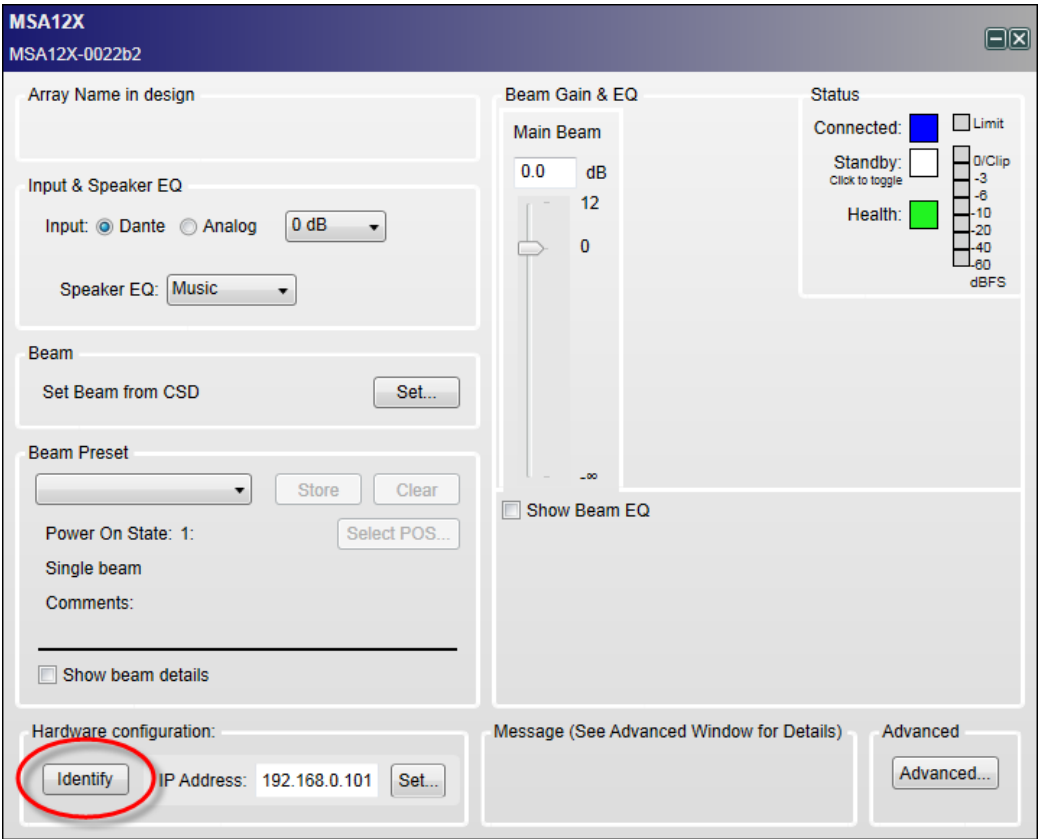 MSA12X
MSA12X-0022b2
Array Name in design
Input & Speaker EQ
Input: Dante Analog 0 dB
Speaker EQ: Music
Beam
Set Beam from CSD Set...
Beam Preset
Store Clear
Power On State: 1: Select POS...
Single beam
Comments:
Show beam details
Hardware configuration:
Identify IP Address: 192.168.0.101 Set...
Beam Gain & EQ
Main Beam
0.0 dB
12
0
-∞
Show Beam EQ
Status
Connected:
Standby:
Click to toggle
Health:
Limit
0/Clip
-3
-6
-10
-20
-40
-60
dBFS
Message (See Advanced Window for Details)
Advanced
Advanced...